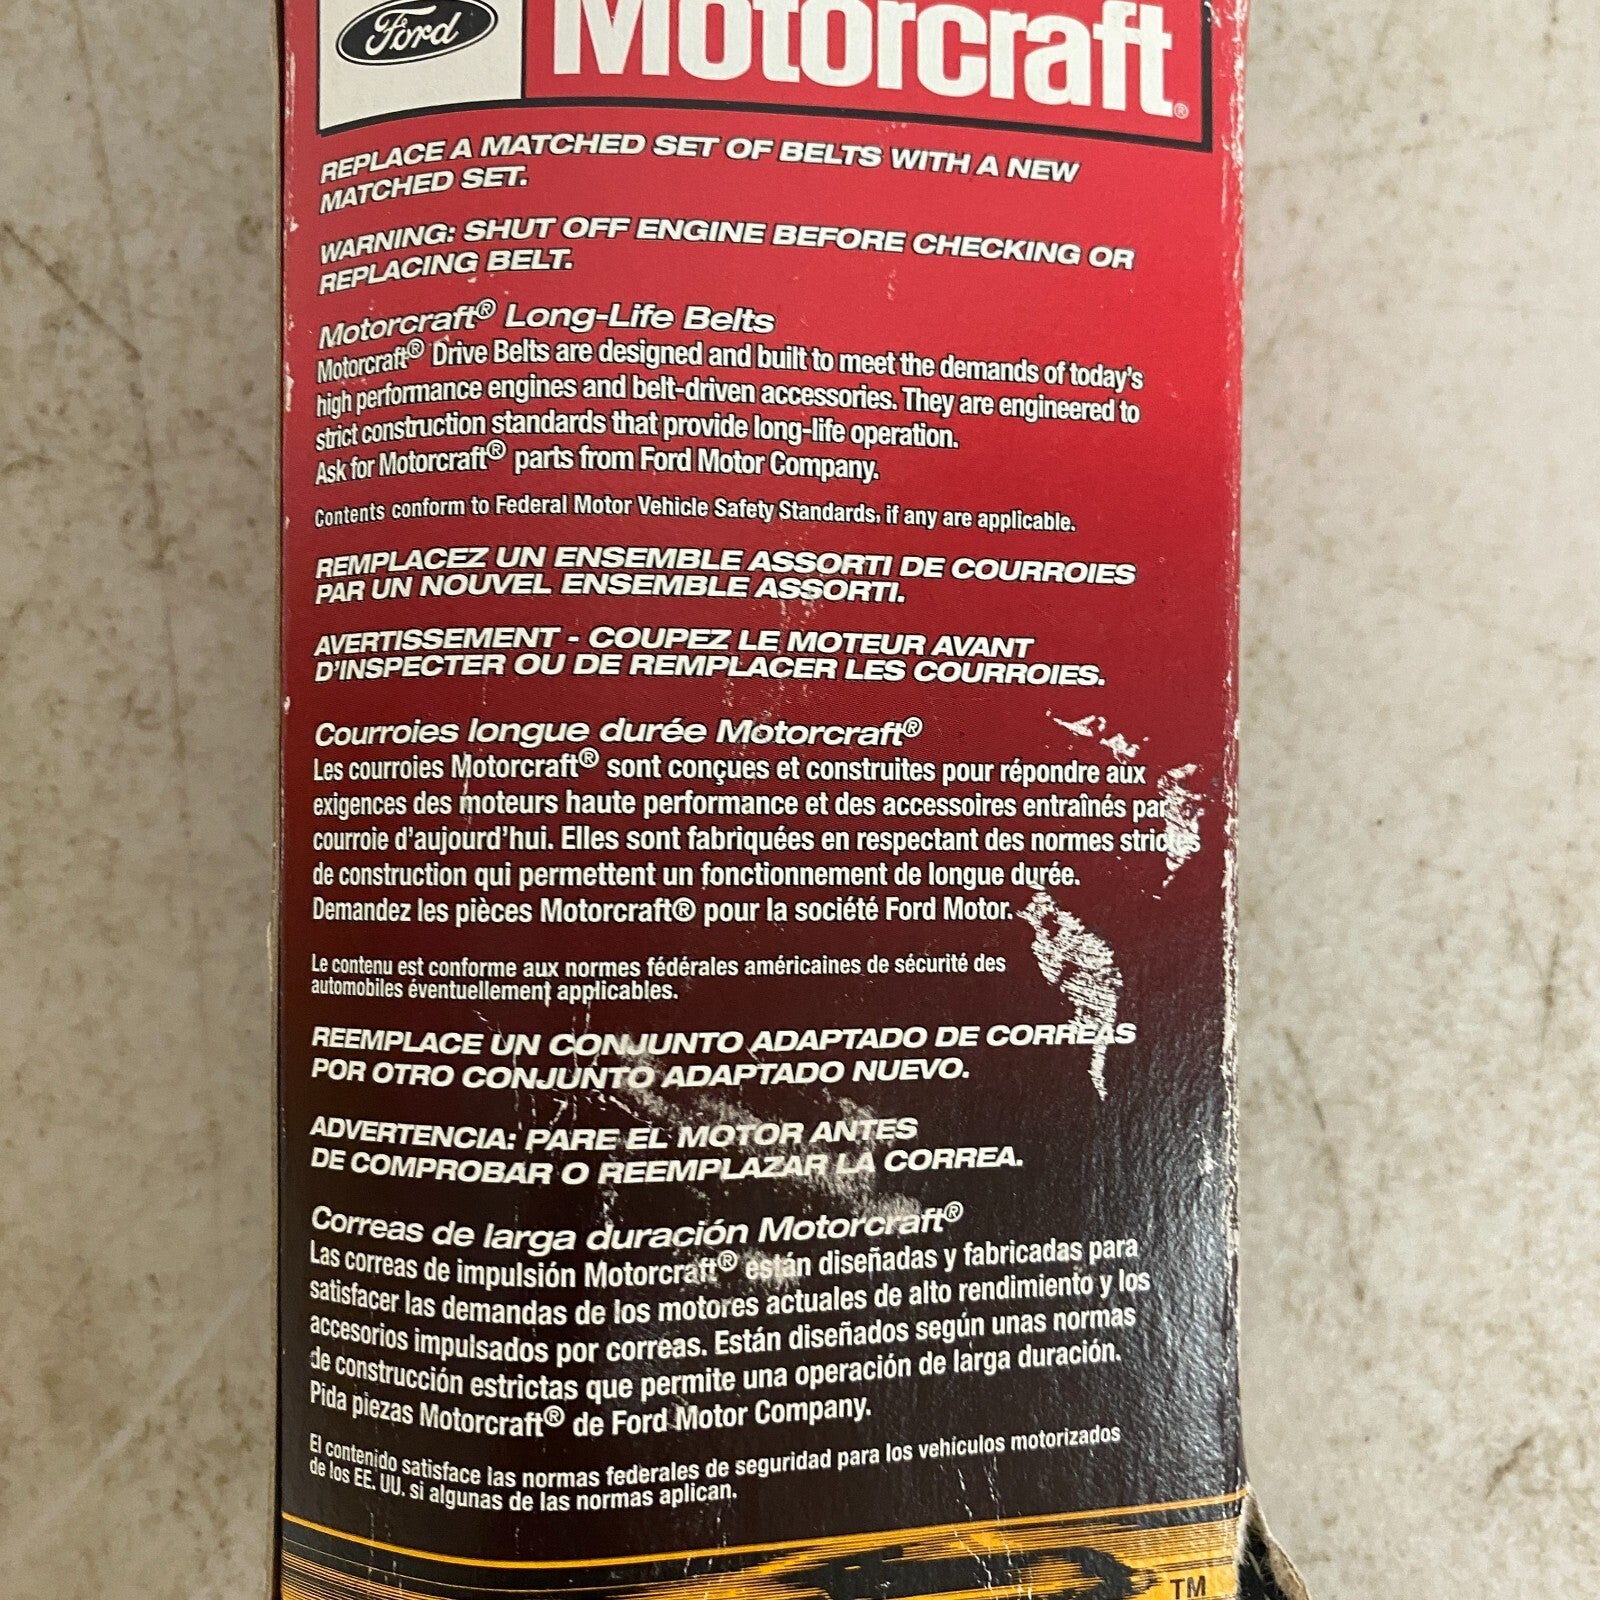 Ford
Motorcraft®
REPLACE A MATCHED SET OF BELTS WITH A NEW
MATCHED SET.
WARNING: SHUT OFF ENGINE BEFORE CHECKING OR
REPLACING BELT.
Motorcraft® Long-Life Belts
Motorcraft® Drive Belts are designed and built to meet the demands of today's
high performance engines and belt-driven accessories. They are engineered to
strict construction standards that provide long-life operation.
Ask for Motorcraft® parts from Ford Motor Company.
Contents conform to Federal Motor Vehicle Safety Standards, if any are applicable.
REMPLACEZ UN ENSEMBLE ASSORTI DE COURROIES
PAR UN NOUVEL ENSEMBLE ASSORTI.
AVERTISSEMENT - COUPEZ LE MOTEUR AVANT
D'INSPECTER OU DE REMPLACER LES COURROIES.
Courroies longue durée Motorcraft®
Les courroies Motorcraft® sont conçues et construites pour répondre aux
exigences des moteurs haute performance et des accessoires entraînés par
courroie d'aujourd'hui. Elles sont fabriquées en respectant des normes strictes
de construction qui permettent un fonctionnement de longue durée.
Demandez les pièces Motorcraft® pour la société Ford Motor.
Le contenu est conforme aux normes fédérales américaines de sécurité des
automobiles éventuellement applicables.
REEMPLACE UN CONJUNTO ADAPTADO DE CORREAS
POR OTRO CONJUNTO ADAPTADO NUEVO.
ADVERTENCIA: PARE EL MOTOR ANTES
DE COMPROBAR O REEMPLAZAR LA CORREA.
Correas de larga duración Motorcraft®
Las correas de impulsión Motorcraft® están diseñadas y fabricadas para
satisfacer las demandas de los motores actuales de alto rendimiento y los
accesorios impulsados por correas. Están diseñados según unas normas
de construcción estrictas que permite una operación de larga duración.
Pida piezas Motorcraft® de Ford Motor Company.
El contenido satisface las normas federales de seguridad para los vehículos motorizados
de los EE. UU. si algunas de las normas aplican.
TM